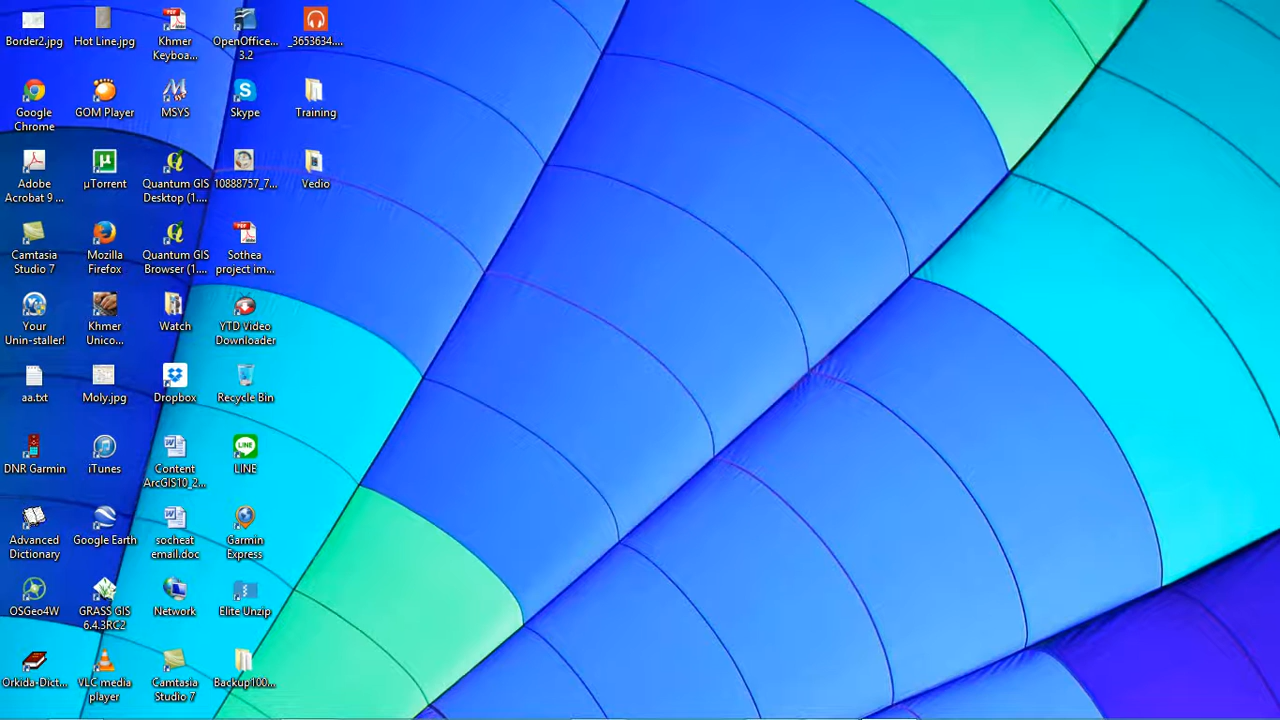 Border2.jpg
Hot Line.jpg
Khmer
Keyboa...
OpenOffice...
3.2
_3653634....
Google
Chrome
GOM Player
MSYS
Skype
Training
Adobe
Acrobat 9 ...
µTorrent
Quantum GIS
Desktop (1....
10888757_7...
Vedio
Camtasia
Studio 7
Mozilla
Firefox
Quantum GIS
Browser (1....
Sothea
project im...
Your
Unin-staller!
Khmer
Unico...
Watch
YTD Video
Downloader
aa.txt
Moly.jpg
Dropbox
Recycle Bin
DNR Garmin
iTunes
Content
ArcGIS10_2...
LINE
Advanced
Dictionary
Google Earth
socheat
email.doc
Garmin
Express
OSGeo4W
GRASS GIS
6.4.3RC2
Network
Elite Unzip
Orkida-Dict...
VLC media
player
Camtasia
Studio 7
Backup100...